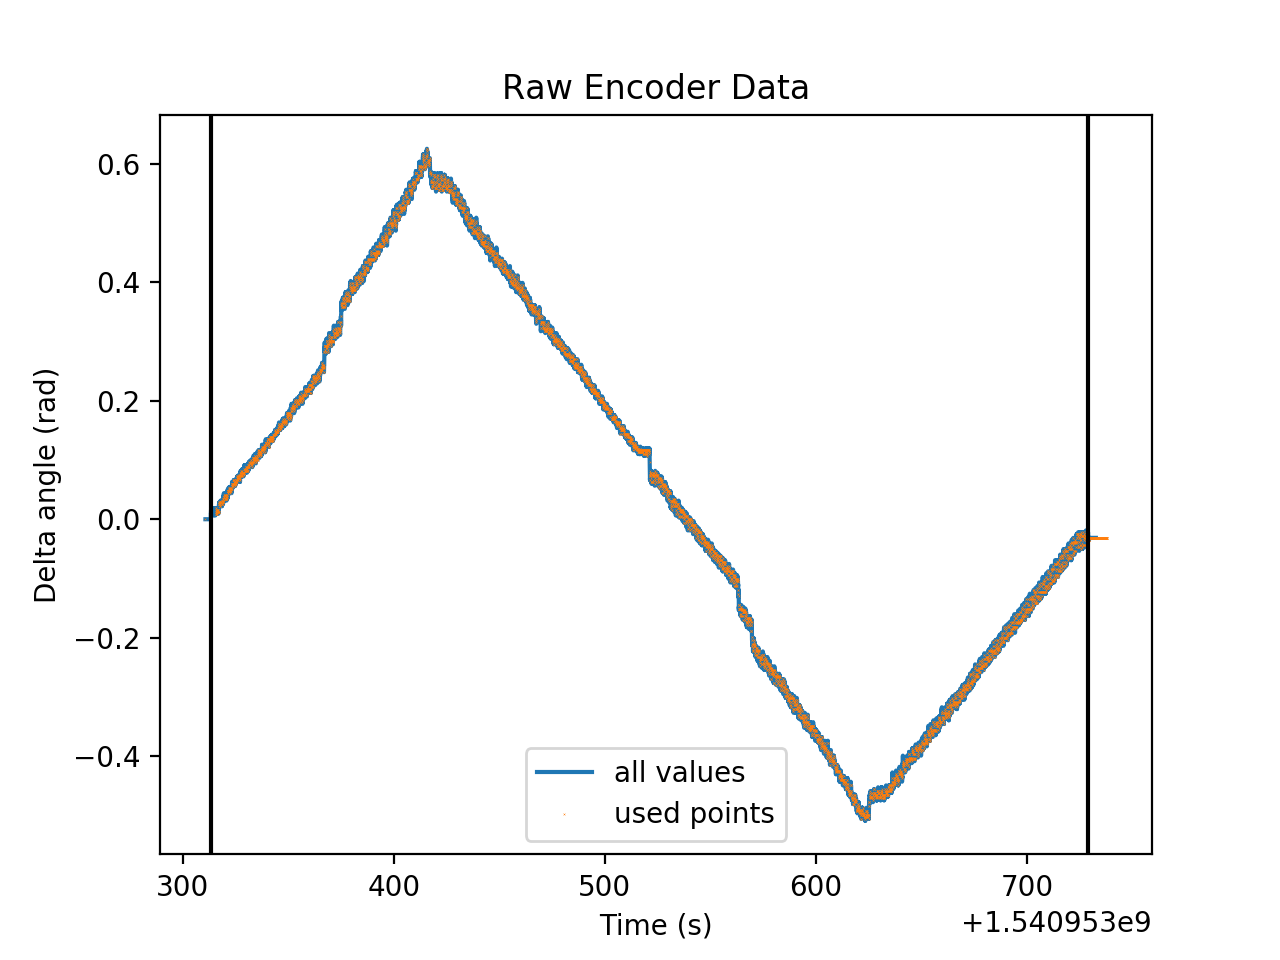 Raw Encoder Data
0.6
0.4
0.2
0.0
−0.2
−0.4
Delta angle (rad)
all values
used points
300 400 500 600 700
Time (s)
+1.540953e9